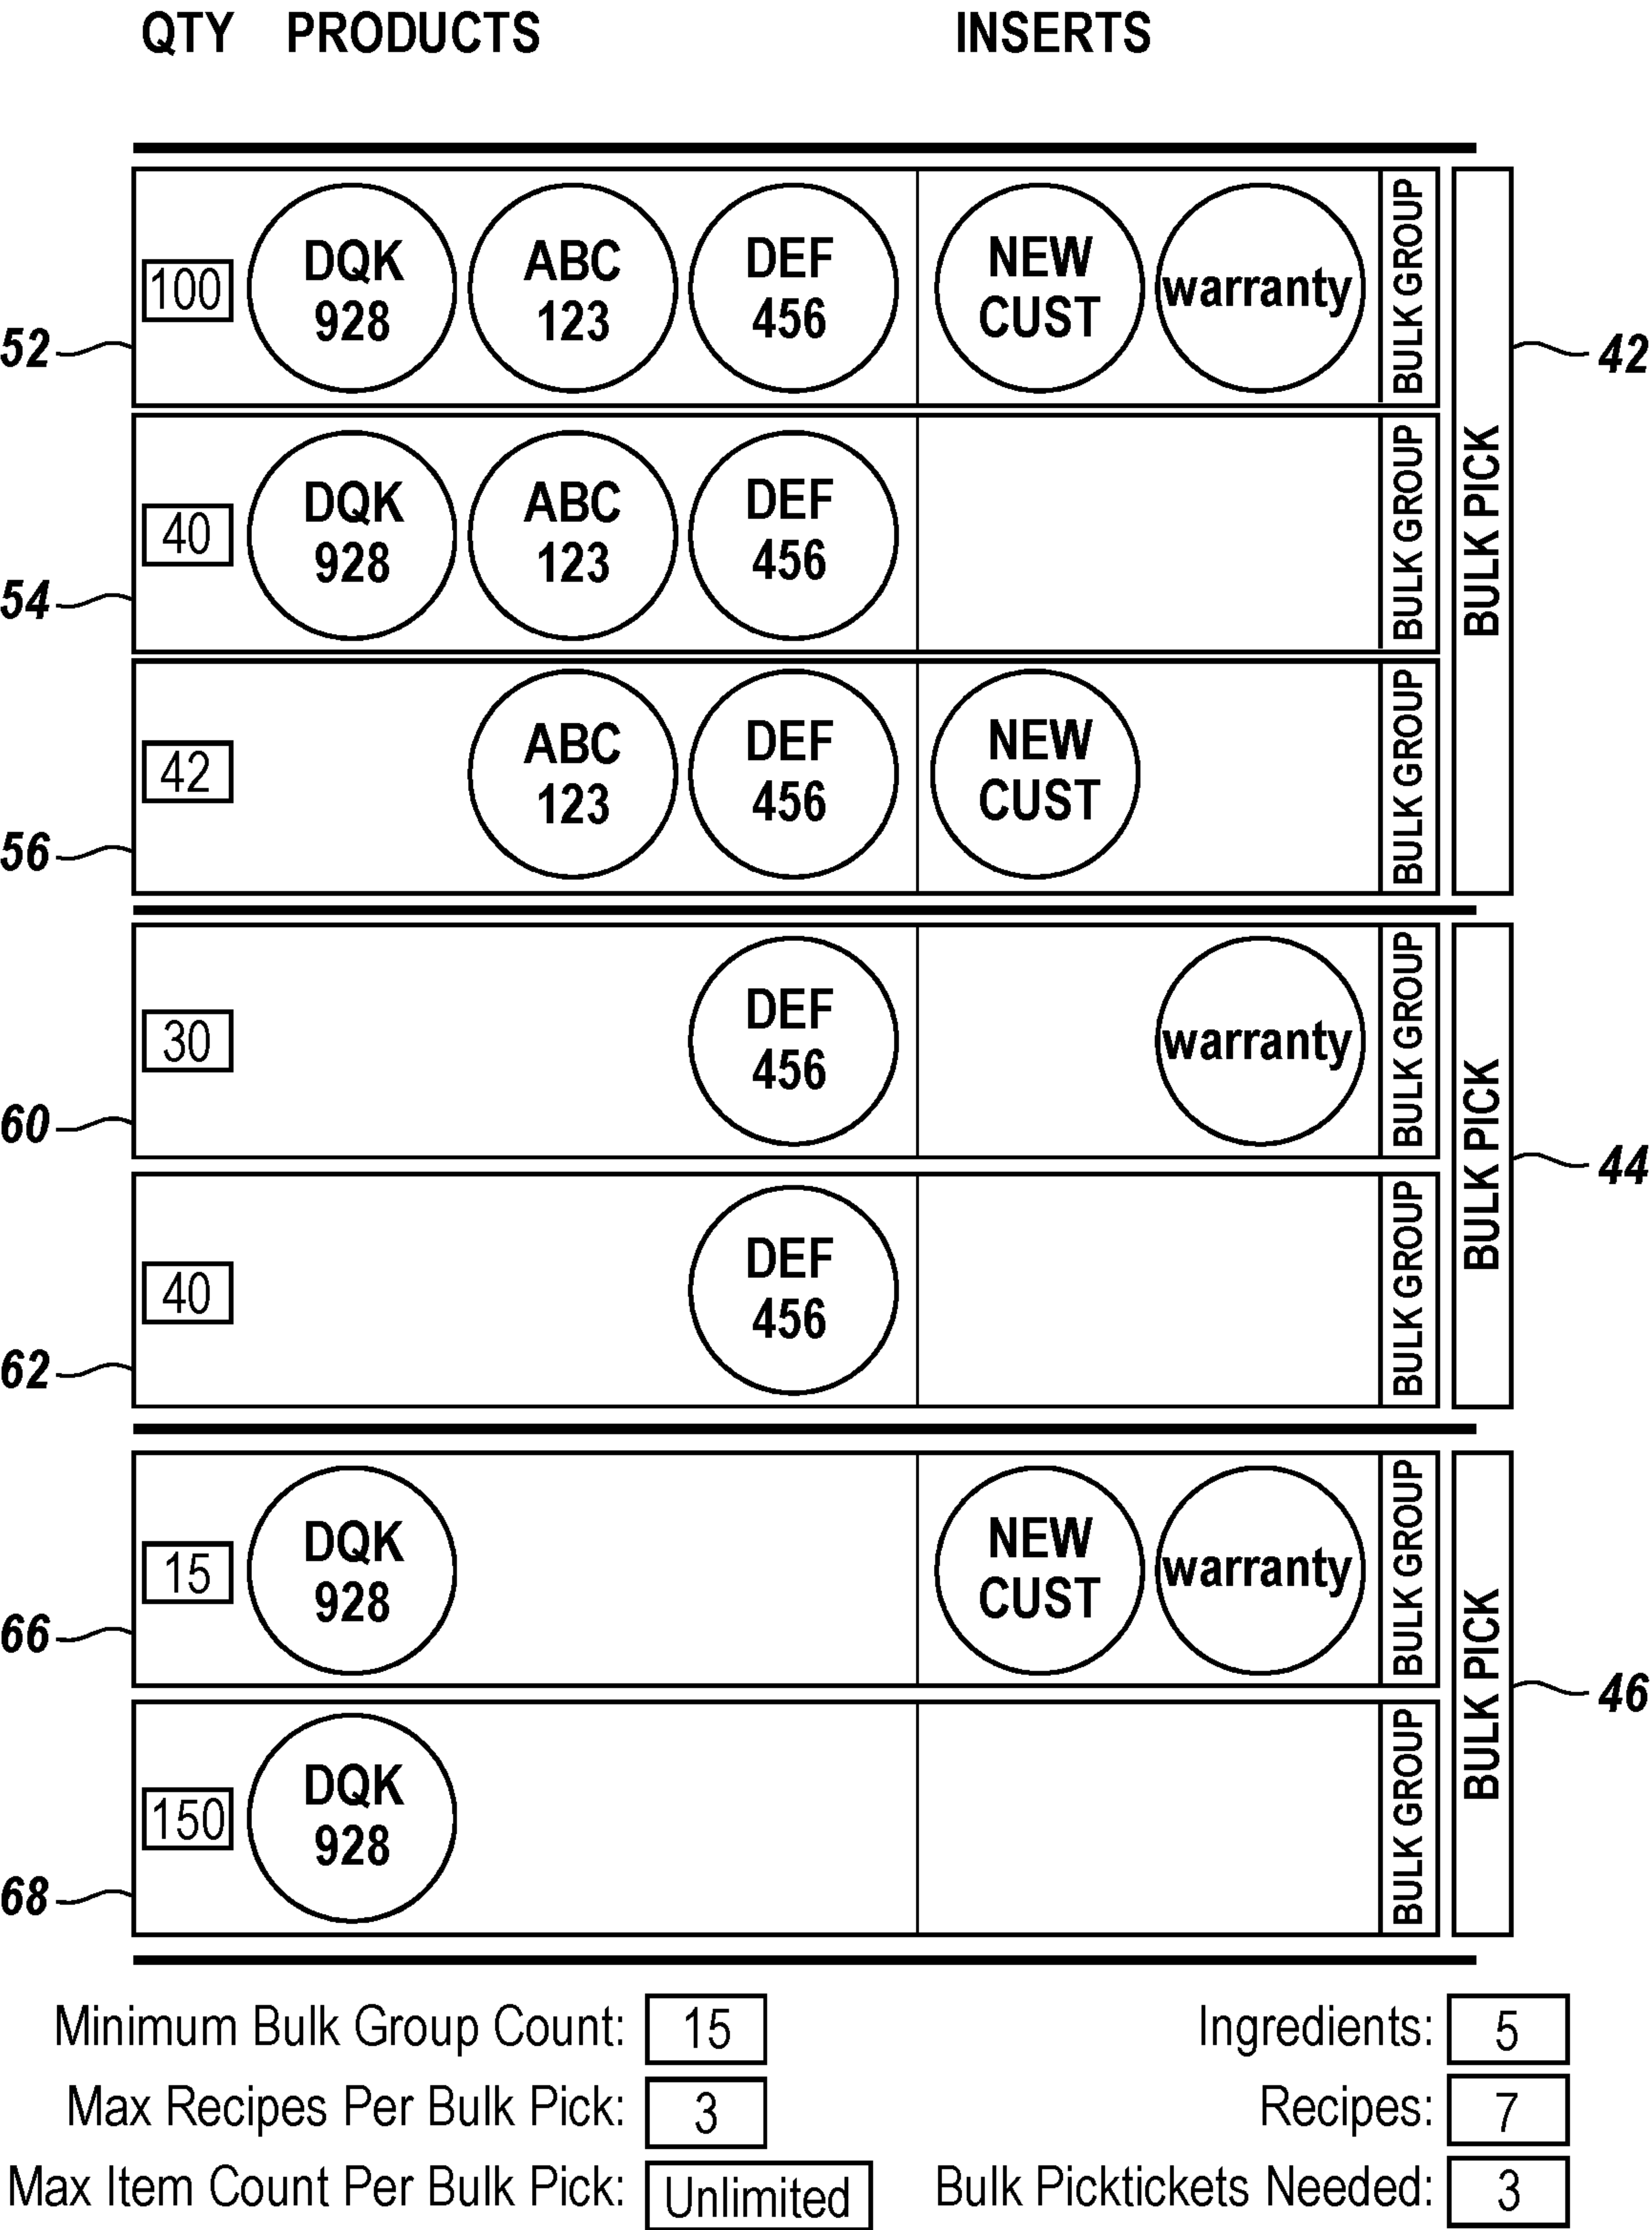 QTY PRODUCTS INSERTS
100 DQK 928 ABC 123 DEF 456 NEW CUST warranty BULK GROUP
52
42
40 DQK 928 ABC 123 DEF 456 BULK GROUP
54
BULK PICK
42 ABC 123 DEF 456 NEW CUST BULK GROUP
56
30 DEF 456 warranty BULK GROUP
60
BULK PICK
44
40 DEF 456 BULK GROUP
62
15 DQK 928 NEW CUST warranty BULK GROUP
66
BULK PICK
46
150 DQK 928 BULK GROUP
68
Minimum Bulk Group Count: 15 Ingredients: 5
Max Recipes Per Bulk Pick: 3 Recipes: 7
Max Item Count Per Bulk Pick: Unlimited Bulk Picktickets Needed: 3